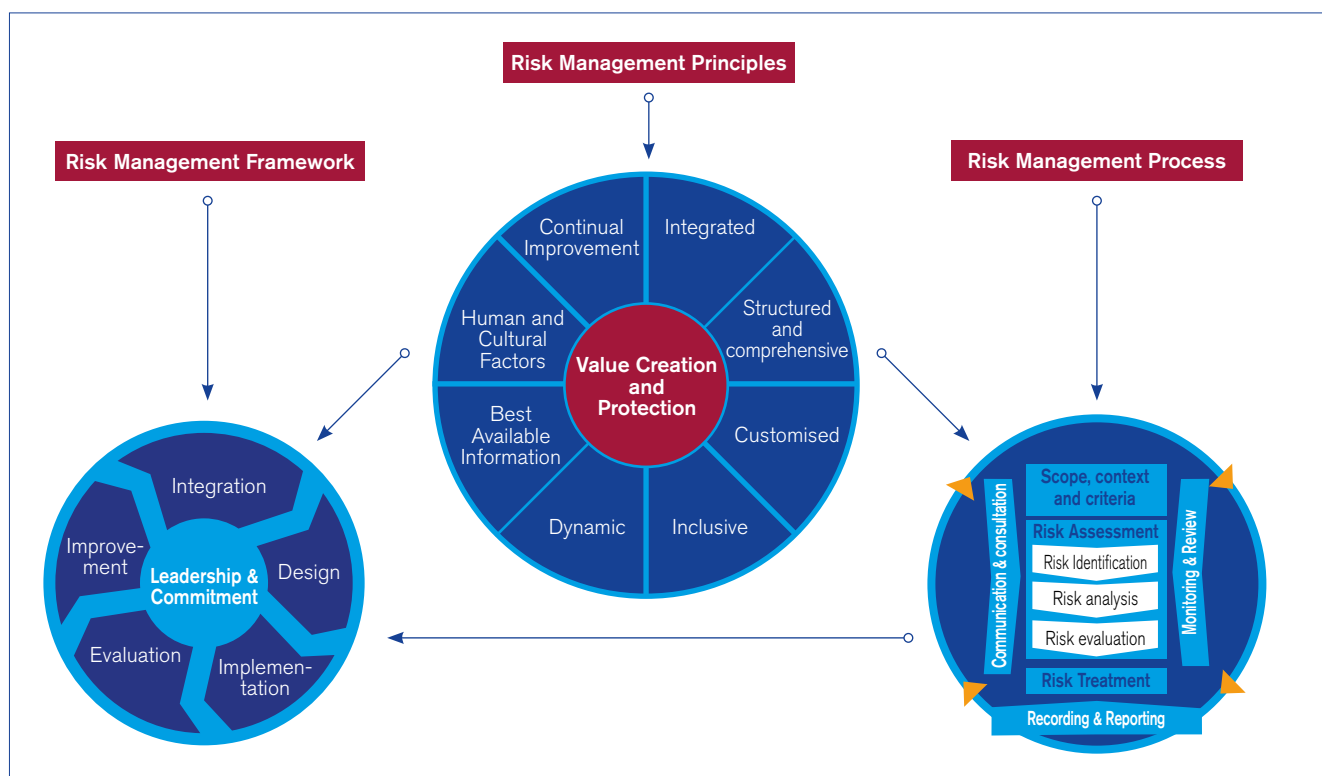 Risk Management Principles
Risk Management Framework
Risk Management Process
Continual
Improvement
Integrated
Structured
and
comprehensive
Customised
Inclusive
Dynamic
Best
Available
Information
Human and
Cultural
Factors
Value Creation
and
Protection
Integration
Design
Implemen-
tation
Evaluation
Improve-
ment
Leadership &
Commitment
Scope, context
and criteria
Risk Assessment
Risk Identification
Risk analysis
Risk evaluation
Risk Treatment
Communication & consultation
Monitoring & Review
Recording & Reporting